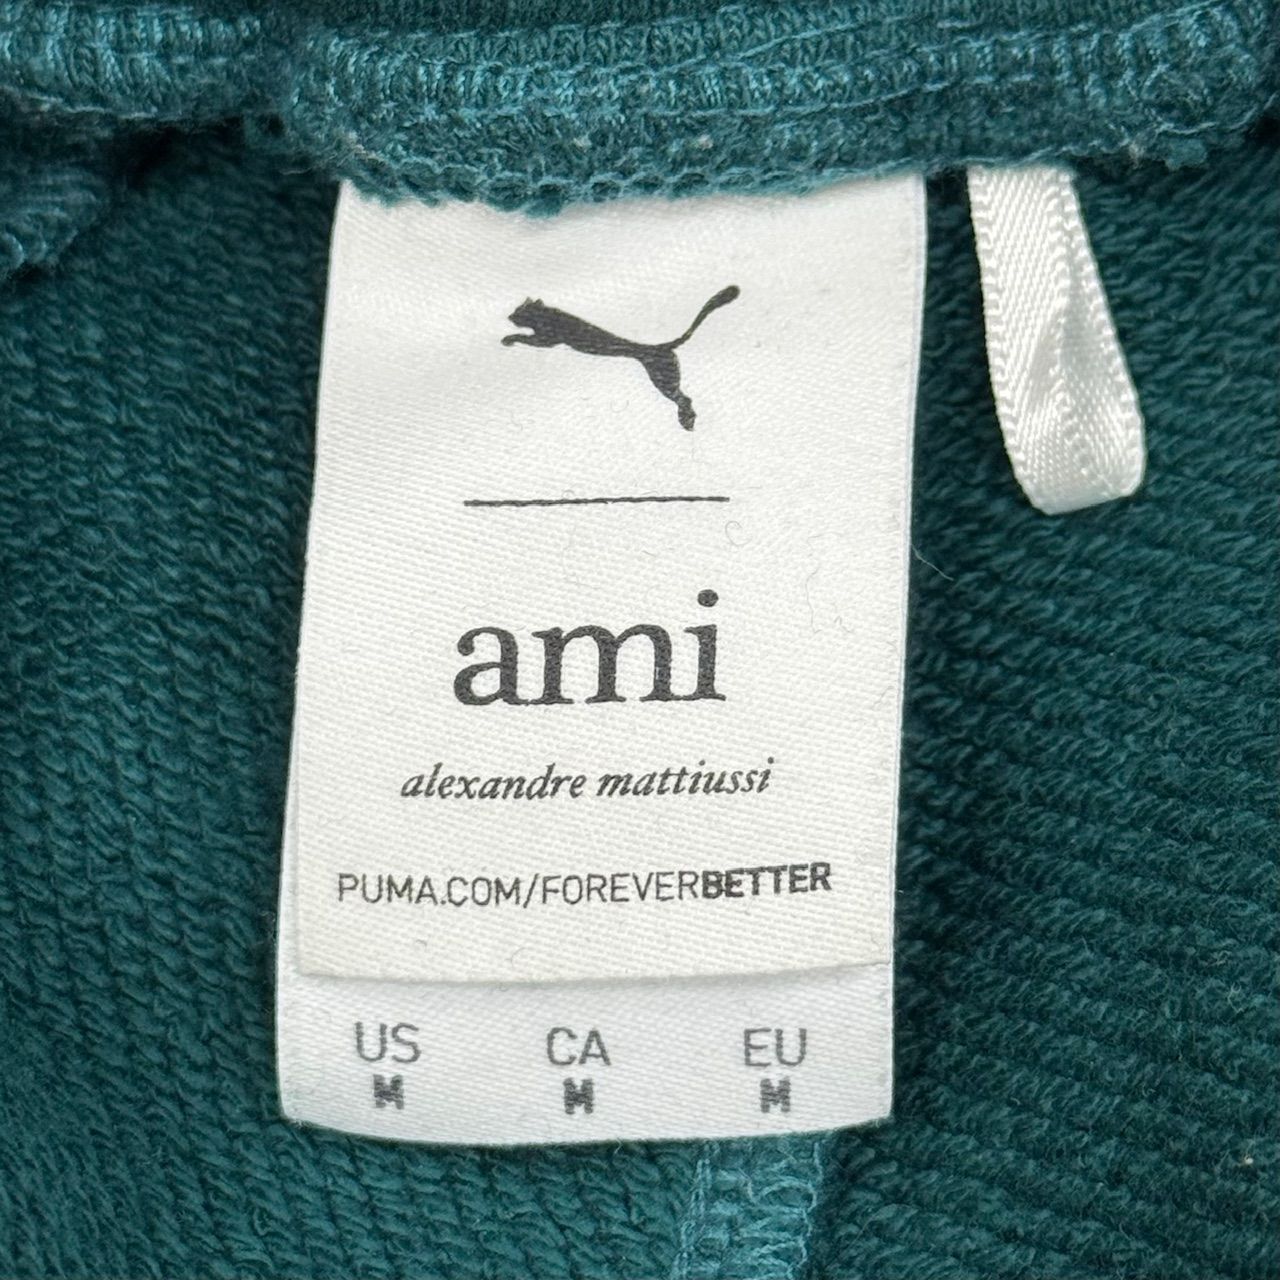 ami
alexandre mattiussi
PUMA.COM/FOREVERBETTER
US CA EU
M M M